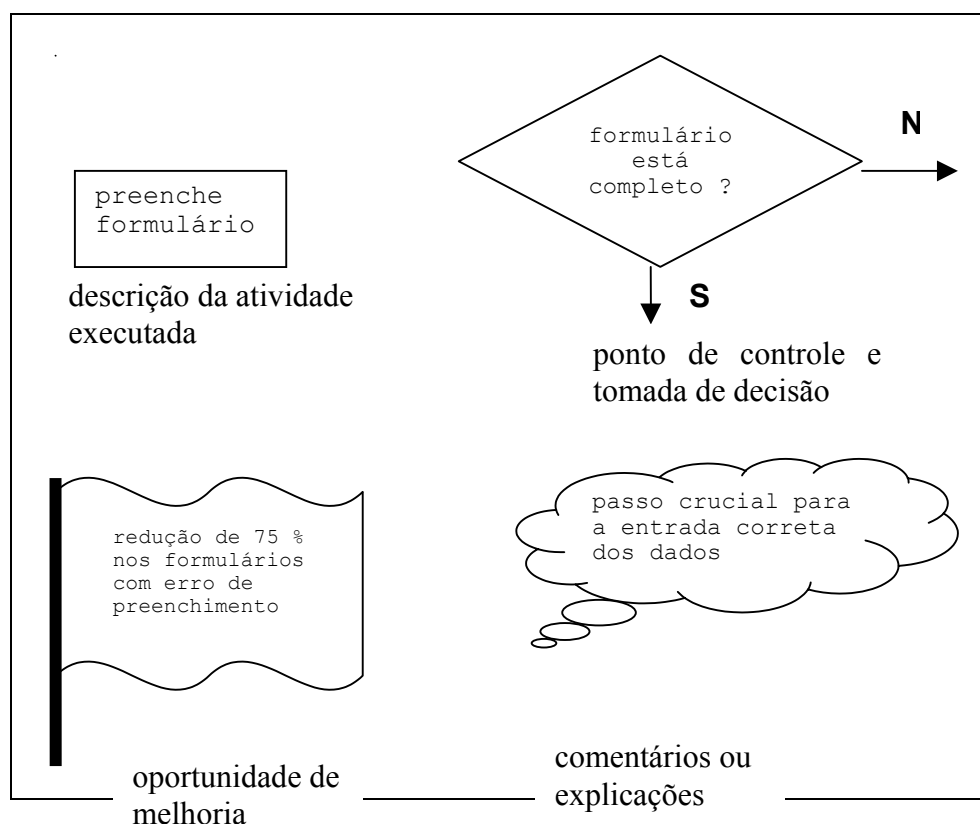 formulário
está
completo ?
N
preenche
formulário
S
descrição da atividade
executada
ponto de controle e
tomada de decisão
redução de 75 %
nos formulários
com erro de
preenchimento
passo crucial para
a entrada correta
dos dados
oportunidade de
melhoria
comentários ou
explicações